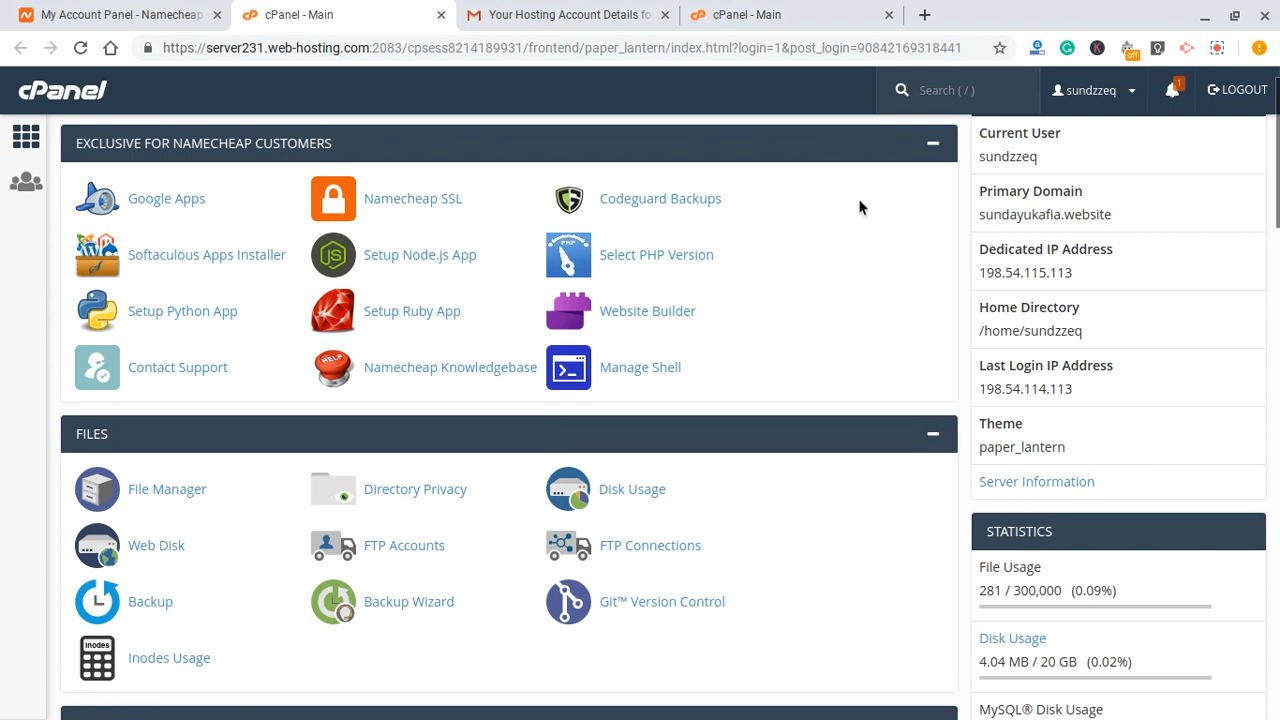 My Account Panel - Namecheap
cPanel - Main
Your Hosting Account Details fo
cPanel - Main
https://server231.web-hosting.com:2083/cpsess8214189931/frontend/paper_lantern/index.html?login=1&post_login=90842169318441
off
cPanel
Search ( / )
sundzzeq
1
LOGOUT
EXCLUSIVE FOR NAMECHEAP CUSTOMERS
Google Apps
Namecheap SSL
Codeguard Backups
Softaculous Apps Installer
Setup Node.js App
PHP
Select PHP Version
Setup Python App
Setup Ruby App
Website Builder
Contact Support
HELP
Namecheap Knowledgebase
Manage Shell
FILES
File Manager
Directory Privacy
Disk Usage
Web Disk
FTP Accounts
FTP Connections
Backup
Backup Wizard
Git™ Version Control
inodes
Inodes Usage
Current User
sundzzeq
Primary Domain
sundayukafia.website
Dedicated IP Address
198.54.115.113
Home Directory
/home/sundzzeq
Last Login IP Address
198.54.114.113
Theme
paper_lantern
Server Information
STATISTICS
File Usage
281 / 300,000 (0.09%)
Disk Usage
4.04 MB / 20 GB (0.02%)
MySQL® Disk Usage